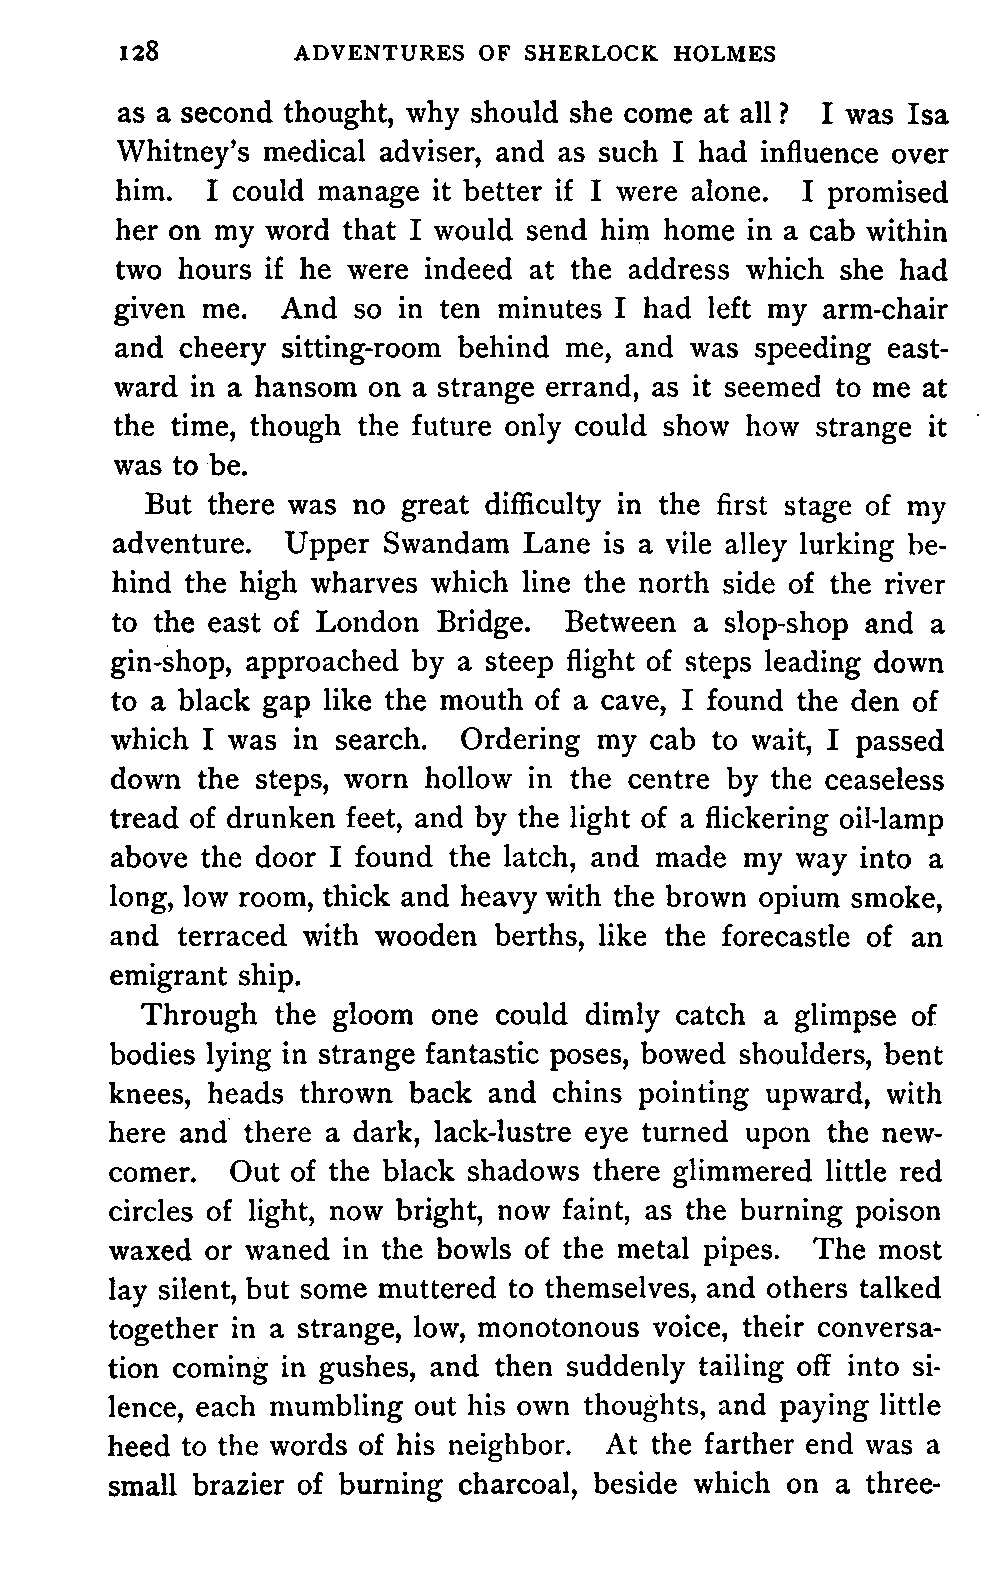 128 ADVENTURES OF SHERLOCK HOLMES
as a second thought, why should she come at all? I was Isa
Whitney's medical adviser, and as such I had influence over
him. I could manage it better if I were alone. I promised
her on my word that I would send him home in a cab within
two hours if he were indeed at the address which she had
given me. And so in ten minutes I had left my arm-chair
and cheery sitting-room behind me, and was speeding east-
ward in a hansom on a strange errand, as it seemed to me at
the time, though the future only could show how strange it
was to be.
But there was no great difficulty in the first stage of my
adventure. Upper Swandam Lane is a vile alley lurking be-
hind the high wharves which line the north side of the river
to the east of London Bridge. Between a slop-shop and a
gin-shop, approached by a steep flight of steps leading down
to a black gap like the mouth of a cave, I found the den of
which I was in search. Ordering my cab to wait, I passed
down the steps, worn hollow in the centre by the ceaseless
tread of drunken feet, and by the light of a flickering oil-lamp
above the door I found the latch, and made my way into a
long, low room, thick and heavy with the brown opium smoke,
and terraced with wooden berths, like the forecastle of an
emigrant ship.
Through the gloom one could dimly catch a glimpse of
bodies lying in strange fantastic poses, bowed shoulders, bent
knees, heads thrown back and chins pointing upward, with
here and there a dark, lack-lustre eye turned upon the new-
comer. Out of the black shadows there glimmered little red
circles of light, now bright, now faint, as the burning poison
waxed or waned in the bowls of the metal pipes. The most
lay silent, but some muttered to themselves, and others talked
together in a strange, low, monotonous voice, their conversa-
tion coming in gushes, and then suddenly tailing off into si-
lence, each mumbling out his own thoughts, and paying little
heed to the words of his neighbor. At the farther end was a
small brazier of burning charcoal, beside which on a three-